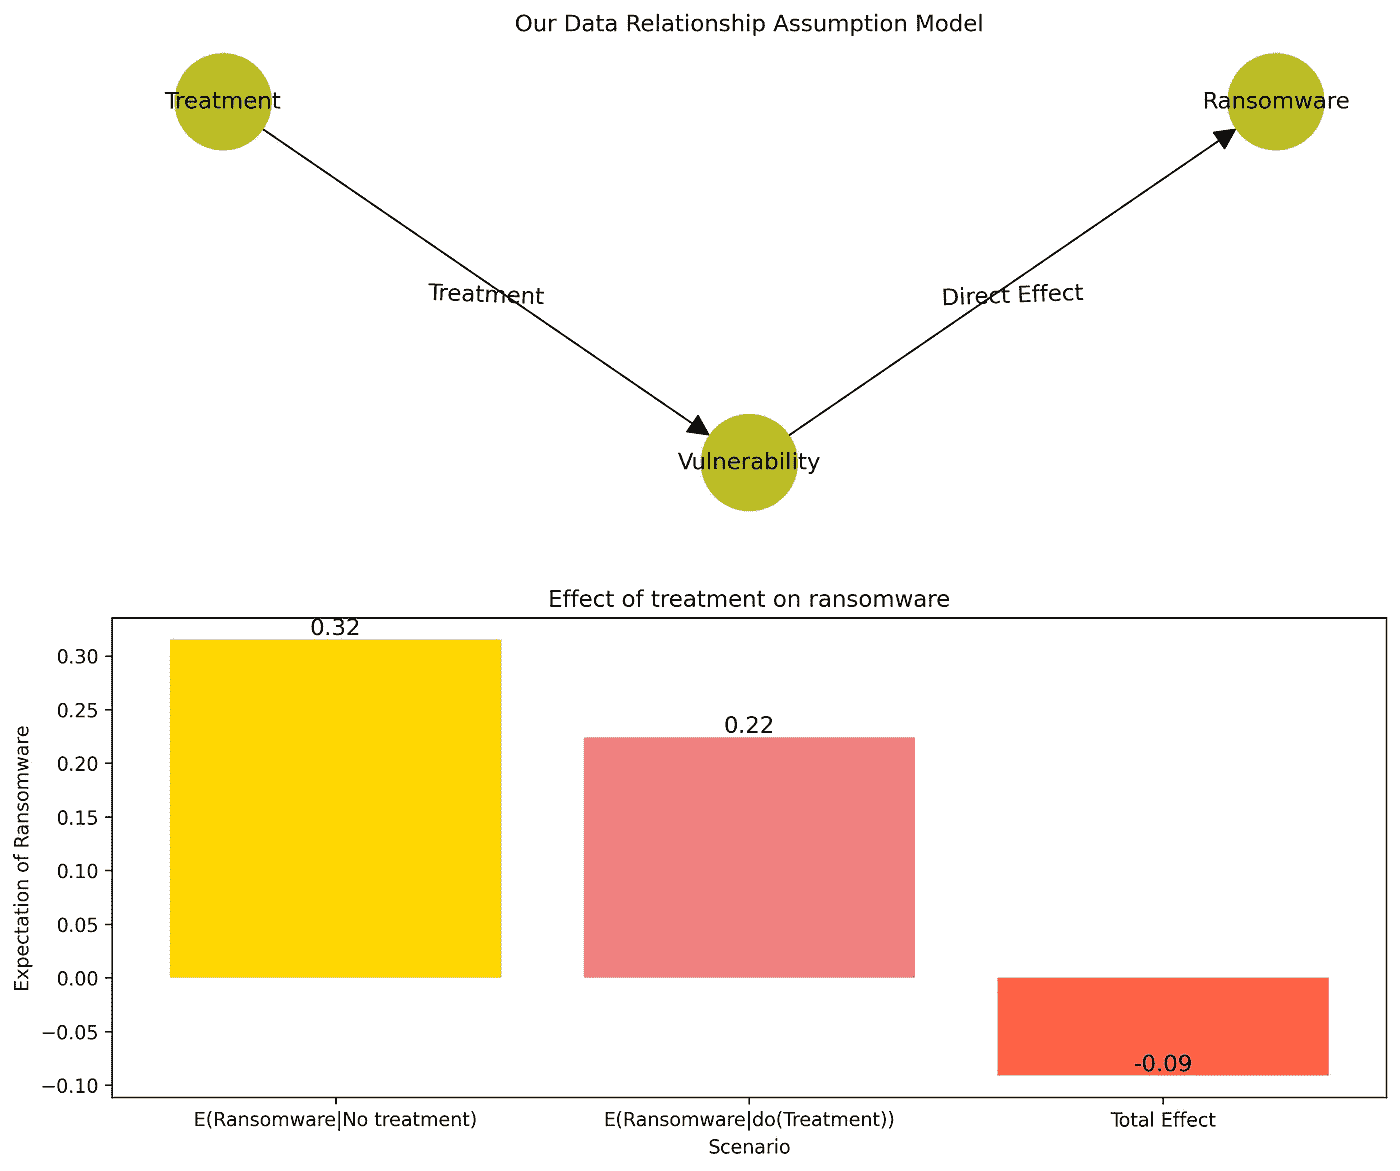 Our Data Relationship Assumption Model
Treatment
Ransomware
Treatment
Direct Effect
Vulnerability
Effect of treatment on ransomware
0.32
0.22
-0.09
0.30
0.25
0.20
0.15
0.10
0.05
0.00
−0.05
−0.10
Expectation of Ransomware
E(Ransomware|No treatment)
E(Ransomware|do(Treatment))
Total Effect
Scenario